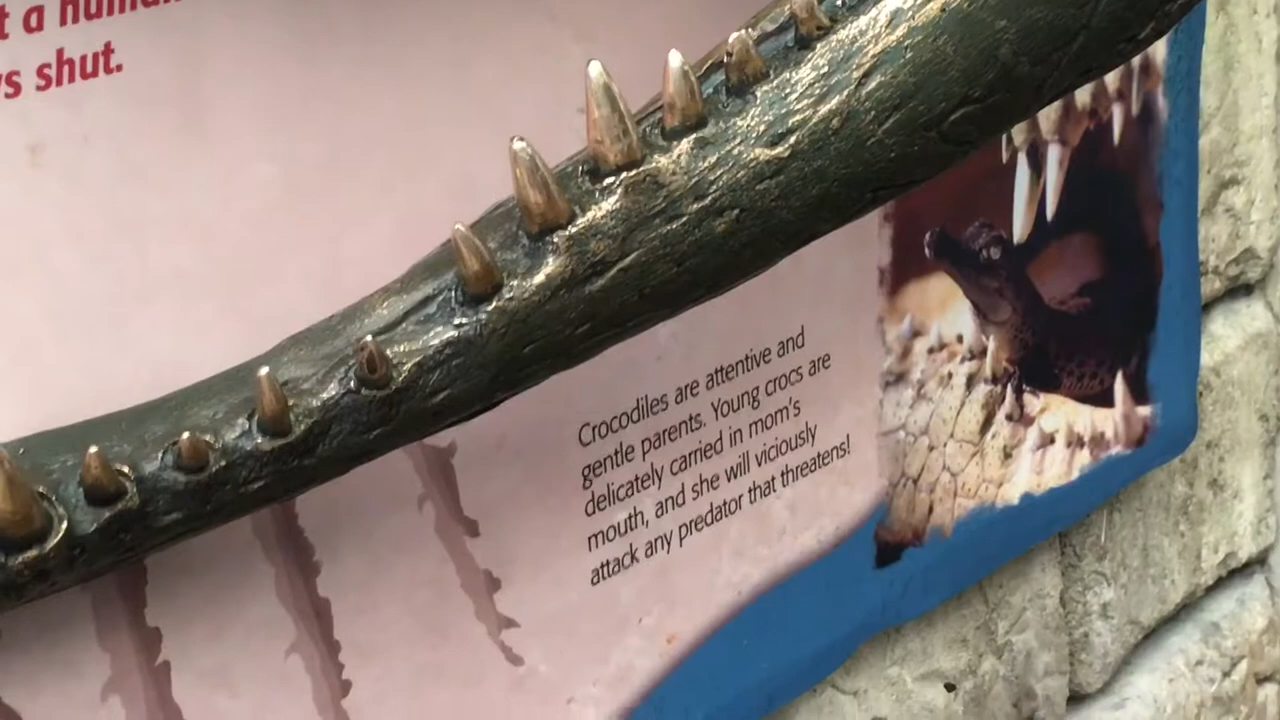 t a human
s shut.
Crocodiles are attentive and
gentle parents. Young crocs are
delicately carried in mom's
mouth, and she will viciously
attack any predator that threatens!